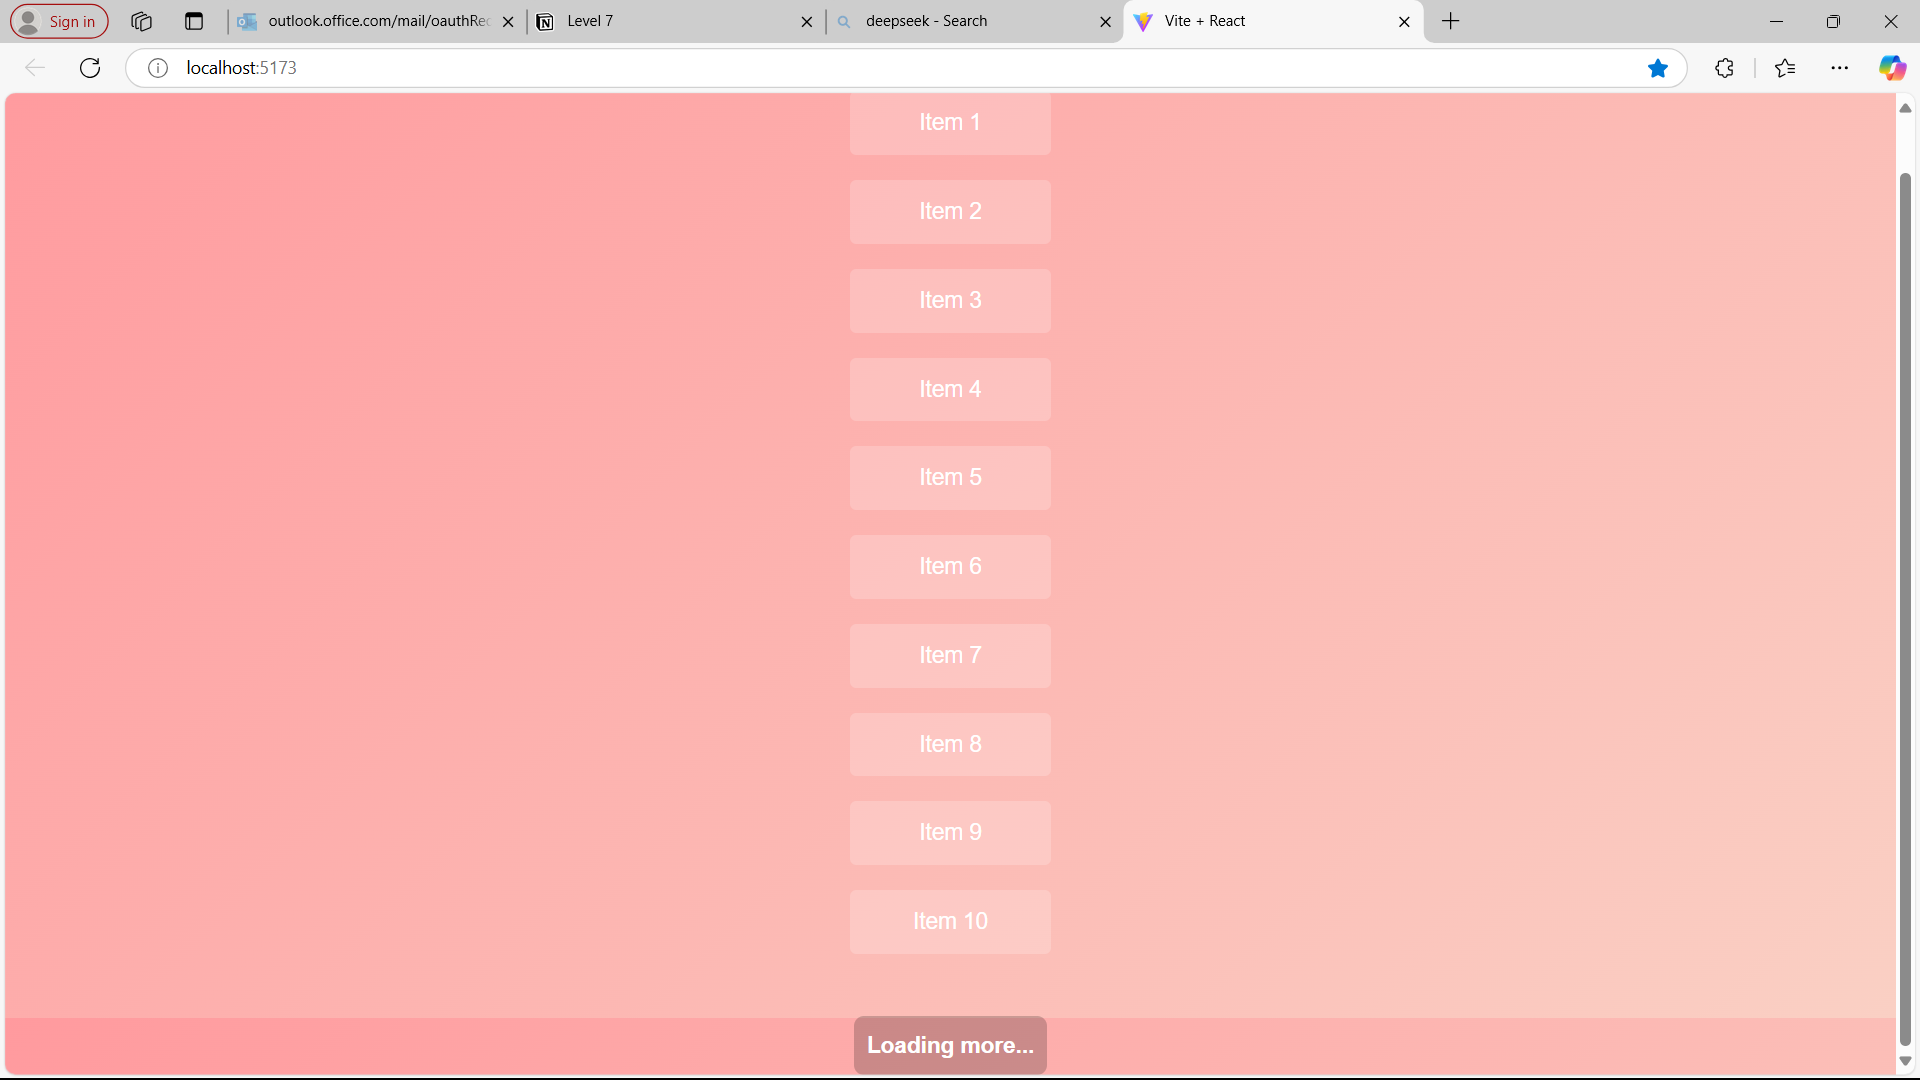 Sign in
outlook.office.com/mail/oauthRec
Level 7
deepseek - Search
Vite + React
localhost:5173
Item 1
Item 2
Item 3
Item 4
Item 5
Item 6
Item 7
Item 8
Item 9
Item 10
Loading more...